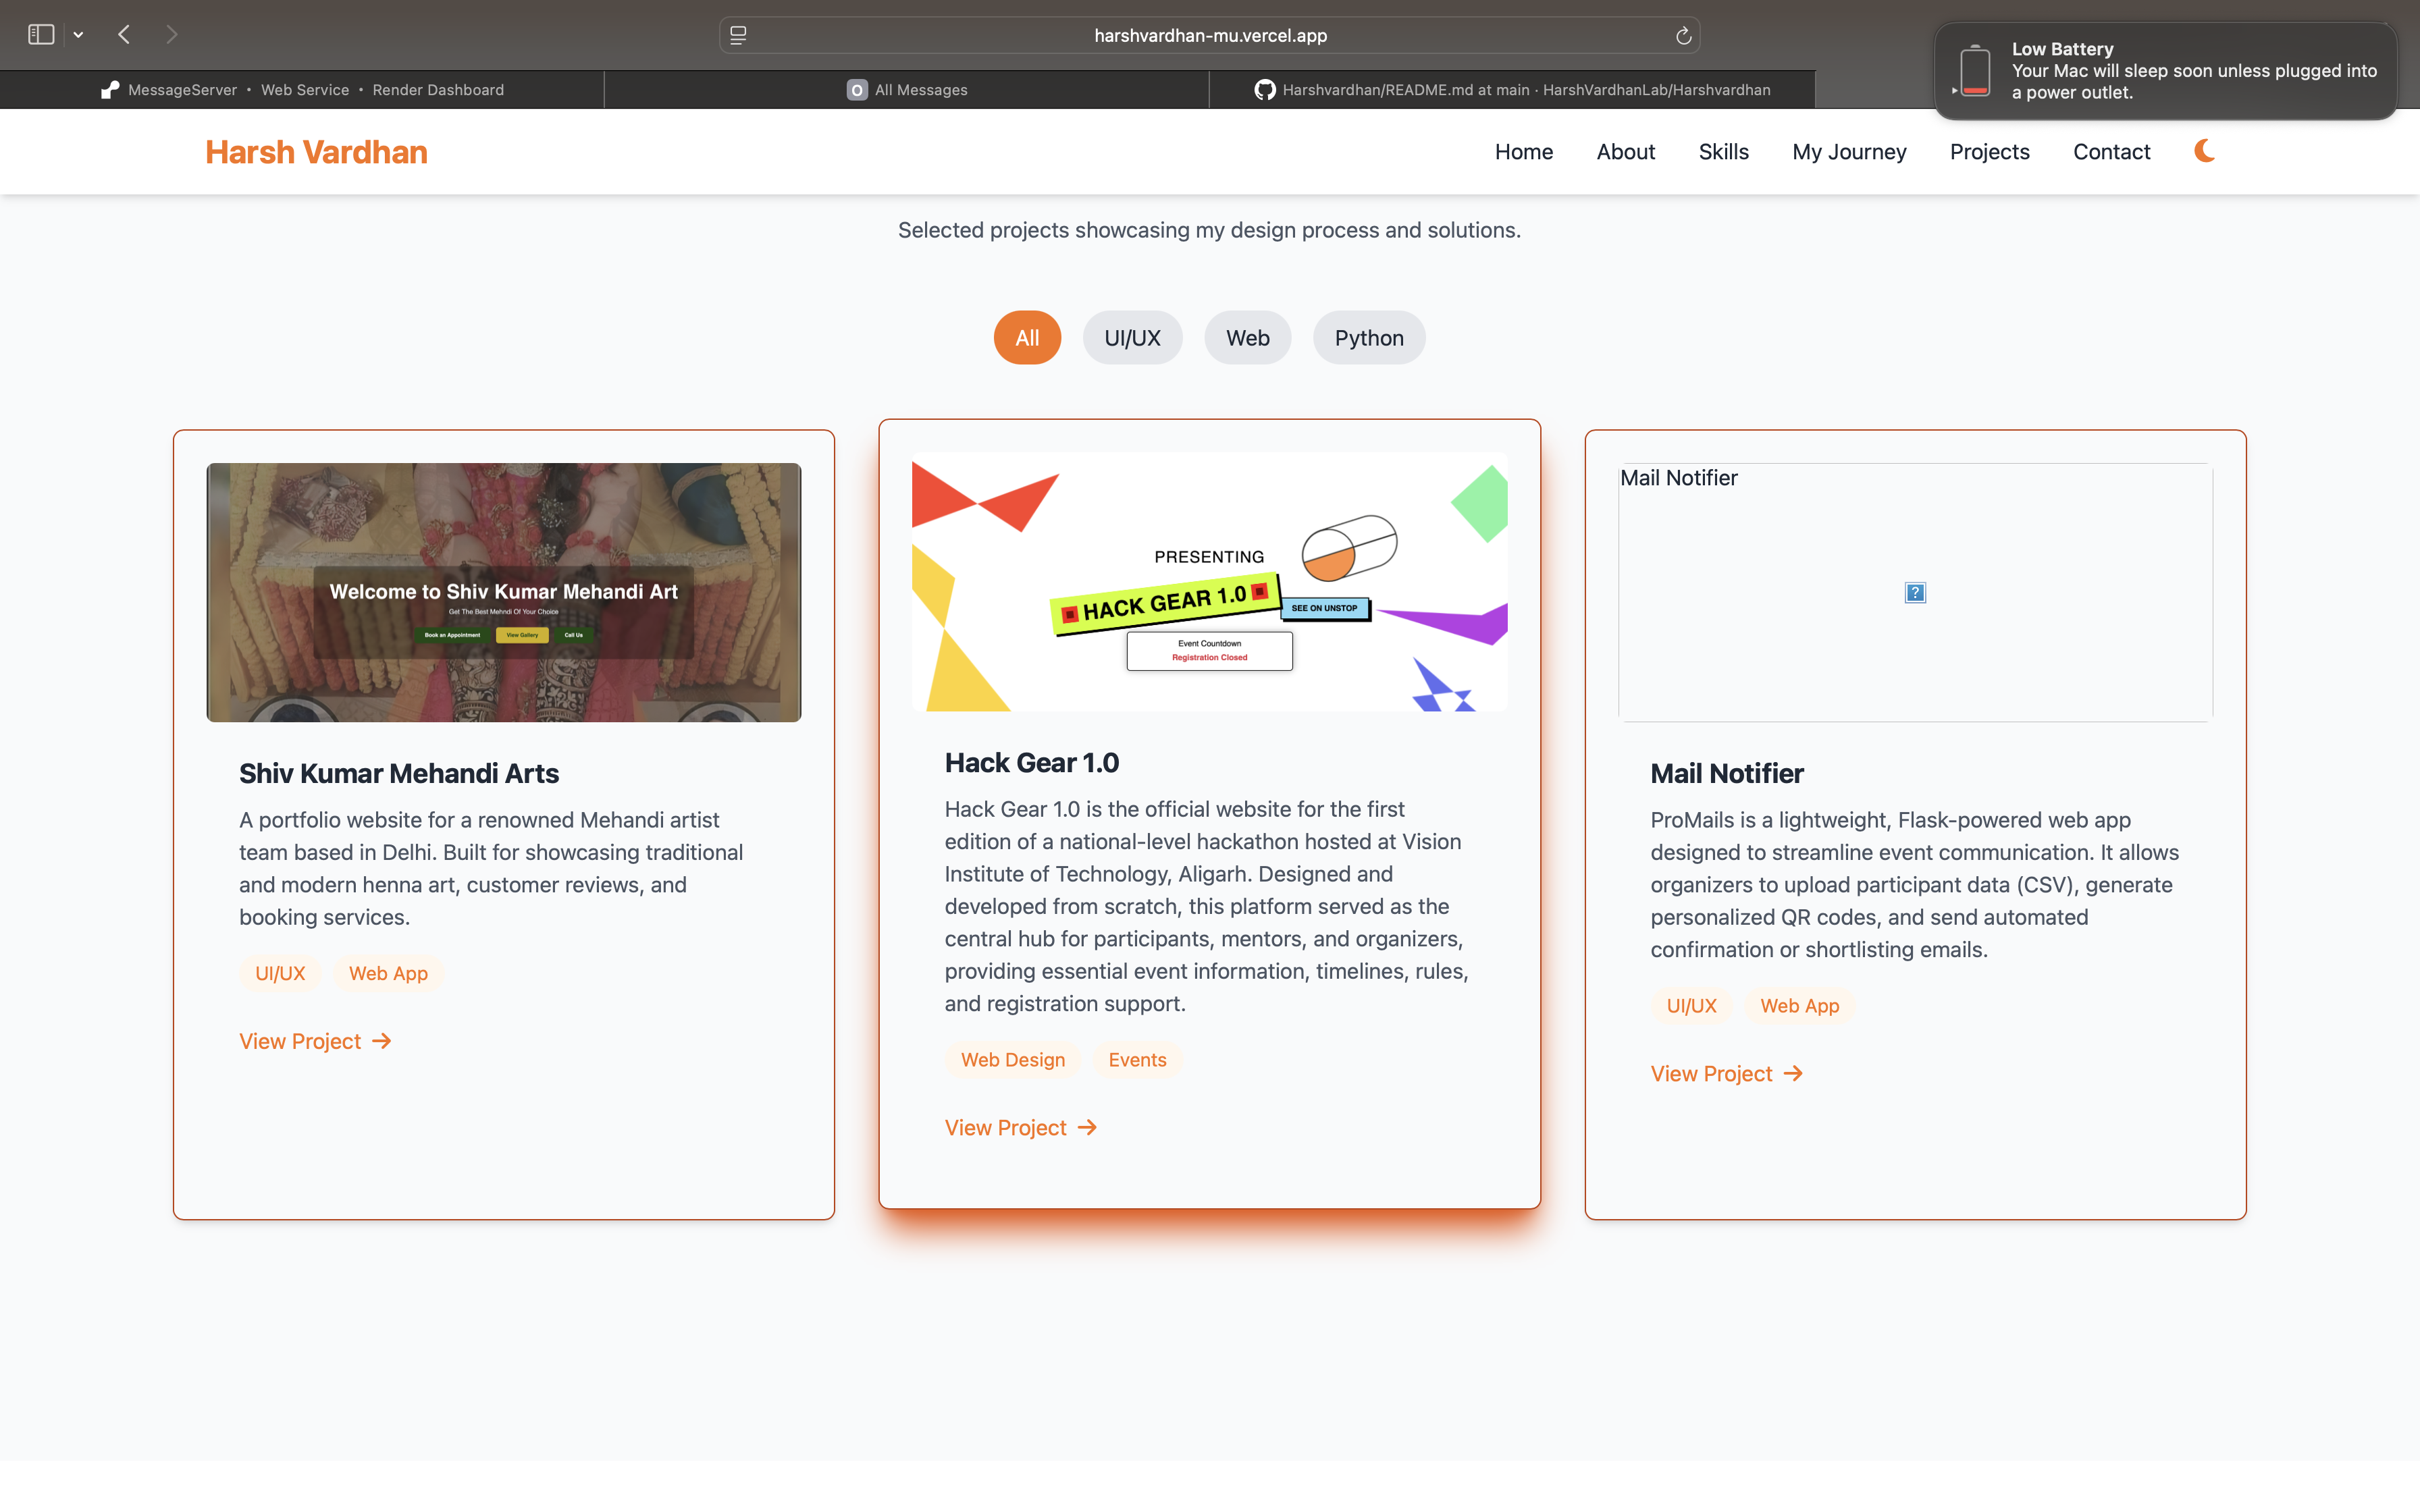 harshvardhan-mu.vercel.app
Low Battery
Your Mac will sleep soon unless plugged into
a power outlet.
MessageServer • Web Service • Render Dashboard
O All Messages
Harshvardhan/README.md at main · HarshVardhanLab/Harshvardhan
Harsh Vardhan
Home About Skills My Journey Projects Contact
Selected projects showcasing my design process and solutions.
All UI/UX Web Python
Welcome to Shiv Kumar Mehandi Art
Get The Best Mehndi Of Your Choice
Book an Appointment View Gallery Call Us
Shiv Kumar Mehandi Arts
A portfolio website for a renowned Mehandi artist
team based in Delhi. Built for showcasing traditional
and modern henna art, customer reviews, and
booking services.
UI/UX Web App
View Project →
PRESENTING
HACK GEAR 1.0
SEE ON UNSTOP
Event Countdown
Registration Closed
Hack Gear 1.0
Hack Gear 1.0 is the official website for the first
edition of a national-level hackathon hosted at Vision
Institute of Technology, Aligarh. Designed and
developed from scratch, this platform served as the
central hub for participants, mentors, and organizers,
providing essential event information, timelines, rules,
and registration support.
Web Design Events
View Project →
Mail Notifier
?
Mail Notifier
ProMails is a lightweight, Flask-powered web app
designed to streamline event communication. It allows
organizers to upload participant data (CSV), generate
personalized QR codes, and send automated
confirmation or shortlisting emails.
UI/UX Web App
View Project →